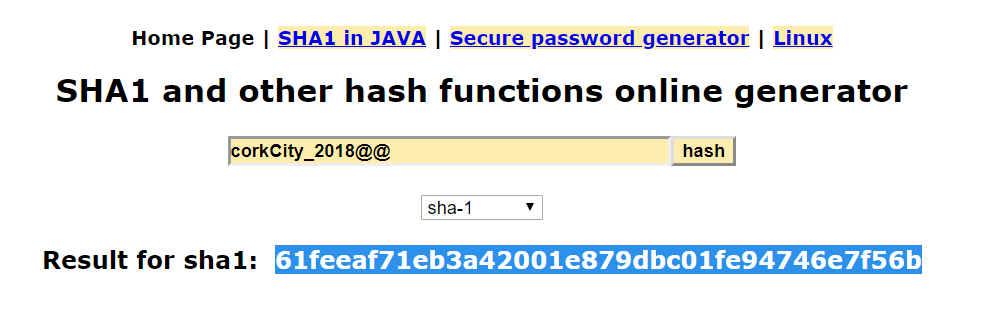 Home Page | SHA1 in JAVA | Secure password generator | Linux
SHA1 and other hash functions online generator
corkCity_2018@@ hash
sha-1
Result for sha1: 61feeaf71eb3a42001e879dbc01fe94746e7f56b